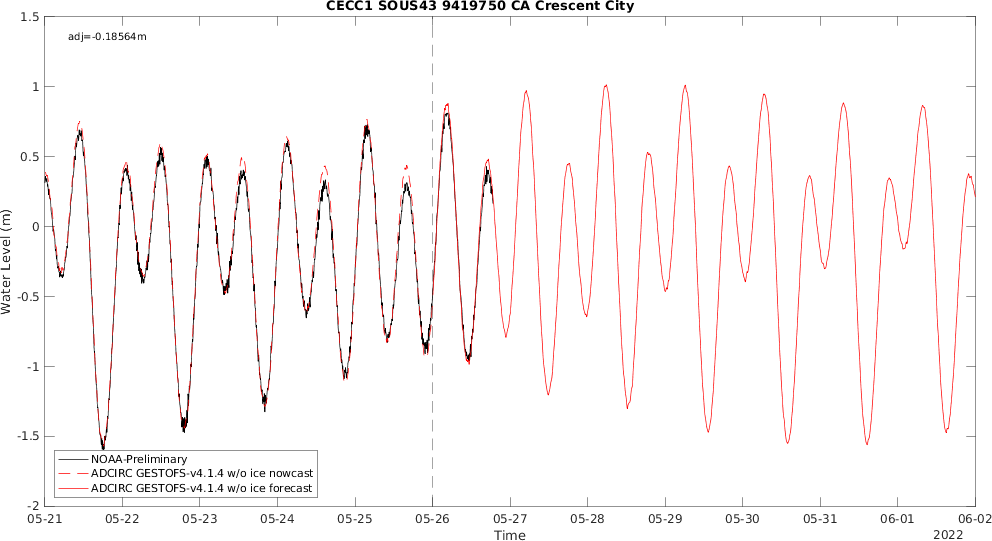 CECC1 SOUS43 9419750 CA Crescent City
adj=-0.18564m
Water Level (m)
1.5
1
0.5
0
-0.5
-1
-1.5
-2
NOAA-Preliminary
ADCIRC GESTOFS-v4.1.4 w/o ice nowcast
ADCIRC GESTOFS-v4.1.4 w/o ice forecast
05-21 05-22 05-23 05-24 05-25 05-26 05-27 05-28 05-29 05-30 05-31 06-01 06-02
Time
2022